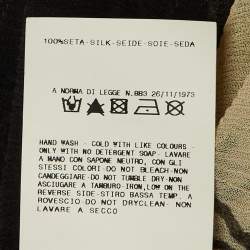 100%SETA-SILK-SEIDE-SOIE-SEDA
A NORMA DI LEGGE N.883 26/11/1973
HAND WASH - COLD WITH LIKE COLOURS -
ONLY WITH NO DETERGENT SOAP- LAVARE
A MANO CON SAPONE NEUTRO, CON GLI
STESSI COLORI-DO NOT BLEACH-NON
CANDEGGIARE-DO NOT TUMBLE DRY-NON
ASCIUGARE A TAMBURO-IRON,LOW ON THE
REVERSE SIDE-STIRO BASSA TEMP. A
ROVESCIO-DO NOT DRYCLEAN- NON
LAVARE A SECCO